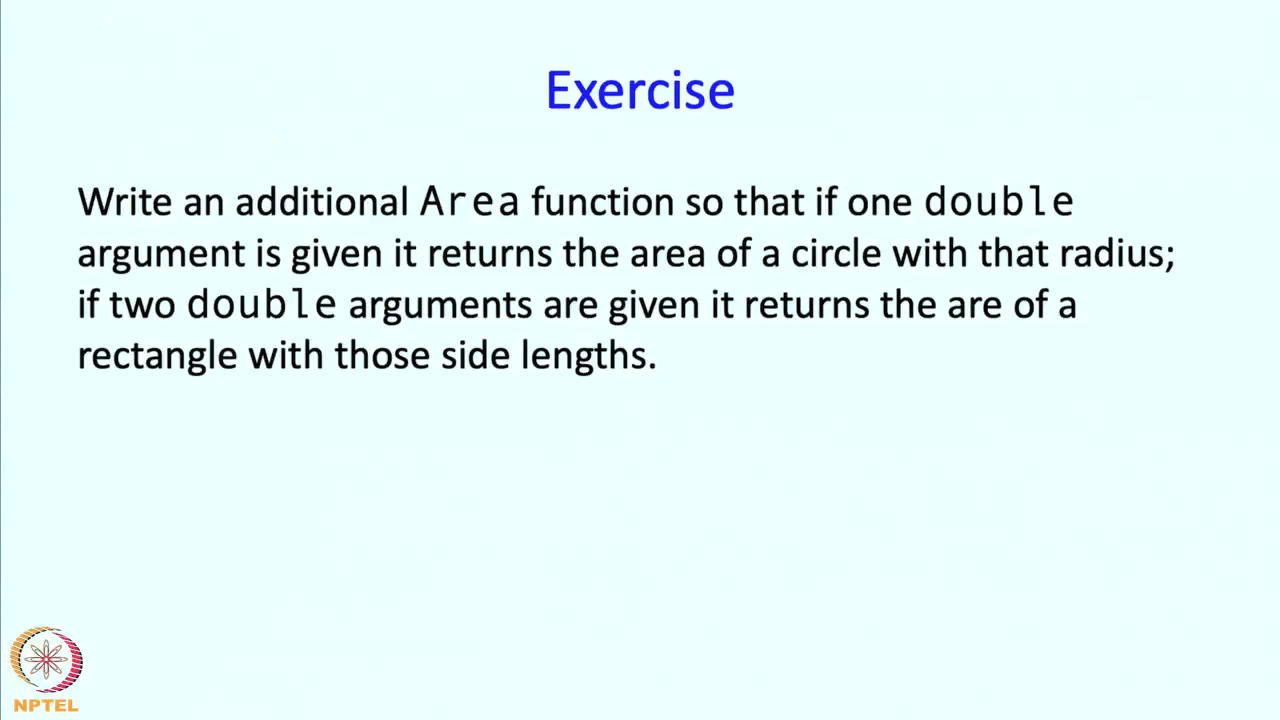 Exercise
Write an additional Area function so that if one double
argument is given it returns the area of a circle with that radius;
if two double arguments are given it returns the are of a
rectangle with those side lengths.
NPTEL